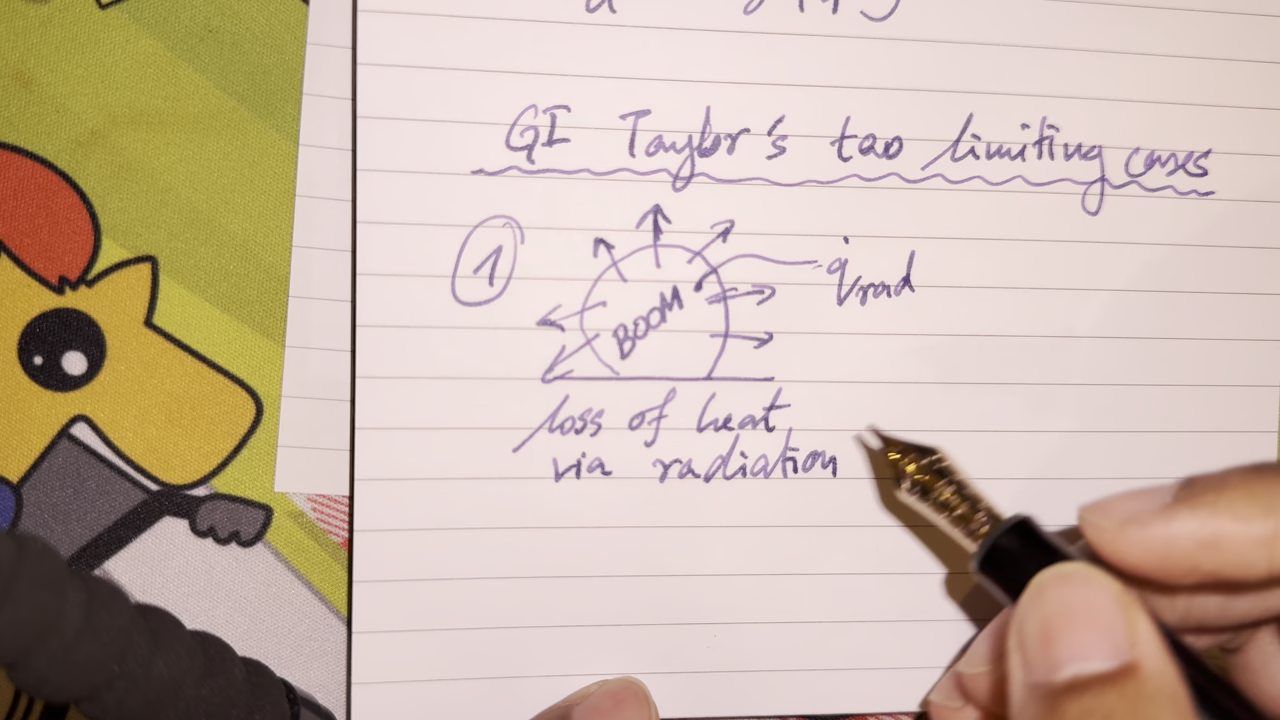 GI Taylor's two limiting cases
1
BOOM
q̇rad
loss of heat
via radiation